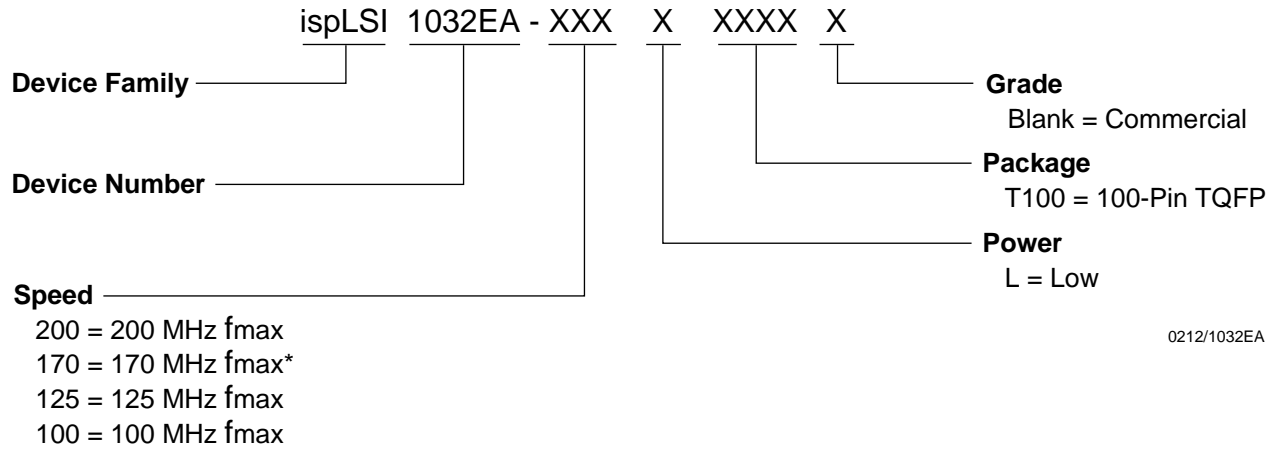 ispLSI 1032EA - XXX X XXXX X
Device Family
Device Number
Speed
200 = 200 MHz fmax
170 = 170 MHz fmax*
125 = 125 MHz fmax
100 = 100 MHz fmax
Grade
Blank = Commercial
Package
T100 = 100-Pin TQFP
Power
L = Low
0212/1032EA